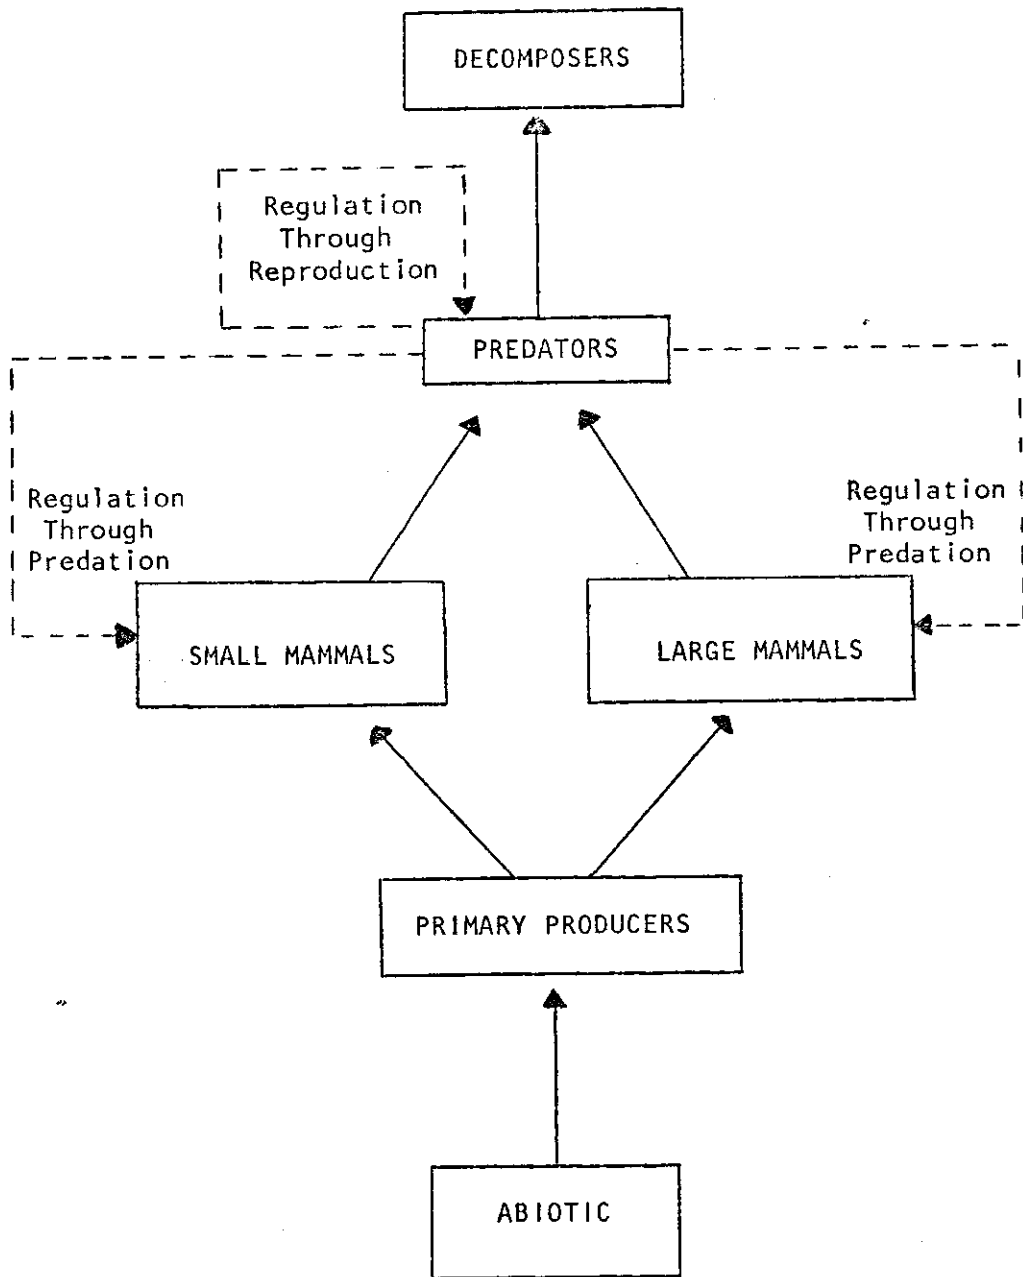 DECOMPOSERS
Regulation
Through
Reproduction
PREDATORS
Regulation
Through
Predation
Regulation
Through
Predation
SMALL MAMMALS
LARGE MAMMALS
PRIMARY PRODUCERS
ABIOTIC